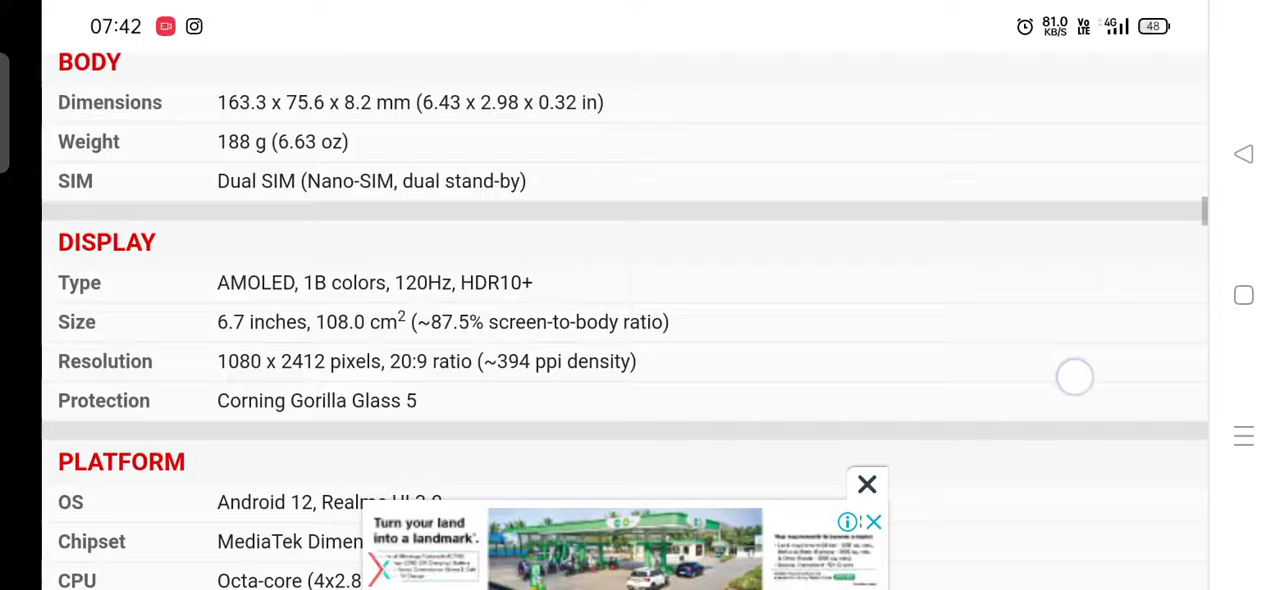 07:42
81.0 KB/S
Vo LTE
4G
48
BODY
Dimensions 163.3 x 75.6 x 8.2 mm (6.43 x 2.98 x 0.32 in)
Weight 188 g (6.63 oz)
SIM Dual SIM (Nano-SIM, dual stand-by)
DISPLAY
Type AMOLED, 1B colors, 120Hz, HDR10+
Size 6.7 inches, 108.0 cm2 (~87.5% screen-to-body ratio)
Resolution 1080 x 2412 pixels, 20:9 ratio (~394 ppi density)
Protection Corning Gorilla Glass 5
PLATFORM
OS Android 12,
Chipset MediaTek
CPU Octa-core (4x2.8
Turn your land
into a landmark*.